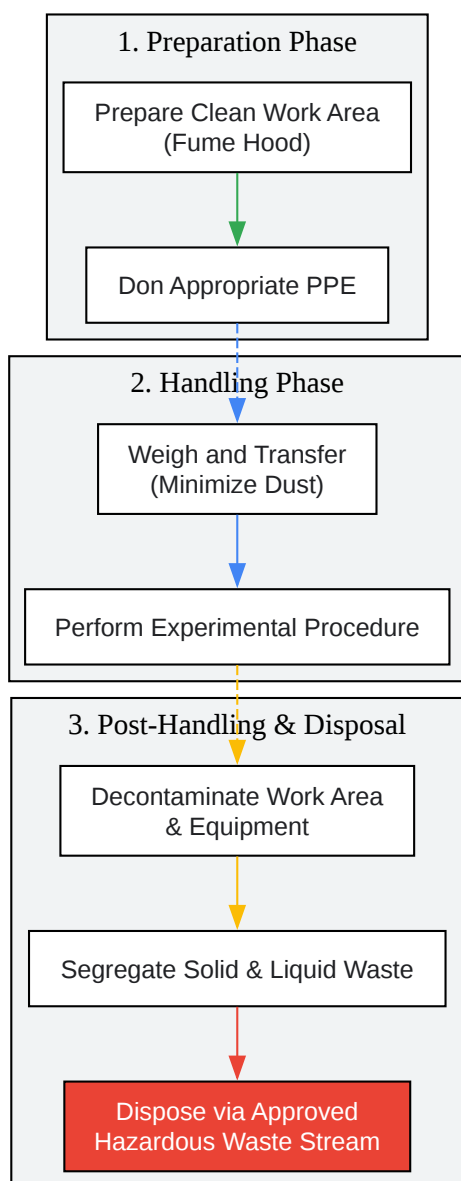 1. Preparation Phase
Prepare Clean Work Area
(Fume Hood)
Don Appropriate PPE
2. Handling Phase
Weigh and Transfer
(Minimize Dust)
Perform Experimental Procedure
3. Post-Handling & Disposal
Decontaminate Work Area
& Equipment
Segregate Solid & Liquid Waste
Dispose via Approved
Hazardous Waste Stream